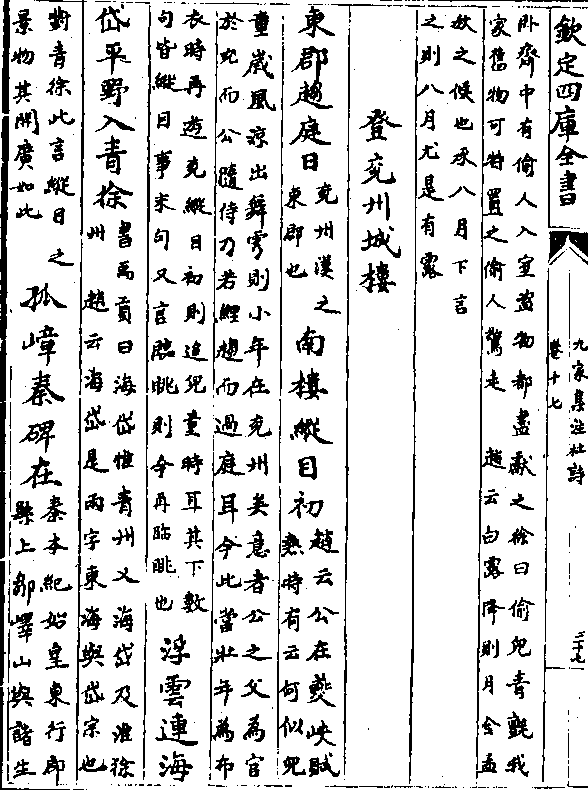 欽定四庫全書
九家集注杜詩
卷十七
三十七
臥齋中有偷人入室盜物都盡獻之徐曰偷兒青氈我
家舊物可特置之偷人驚走 趙云白露降則月令孟
秋之候也承八月下言
之則八月尤是有露
登兗州城樓
東郡趨庭日 兗州漢之東郡也 南樓縱目初 趙云公在夔峽賦熱時有云何似兒
童歲風涼出舞雩則小年在兗州矣意者公之父為官
於兗而公隨侍乃若鯉趨而過庭耳今此當壯年為布
衣時再遊兗縱目初則追兒童時耳其下數句皆縱目事末句又言臨眺則今再臨眺也 浮雲連海
岱平野入青徐 書禹貢曰海岱惟青州又海岱及淮徐州 趙云海岱是兩字東海與岱宗也
對青徐此言縱目之景物其開廣如此 孤嶂秦碑在 秦本紀始皇東行郡縣上鄒嶧山與諸生